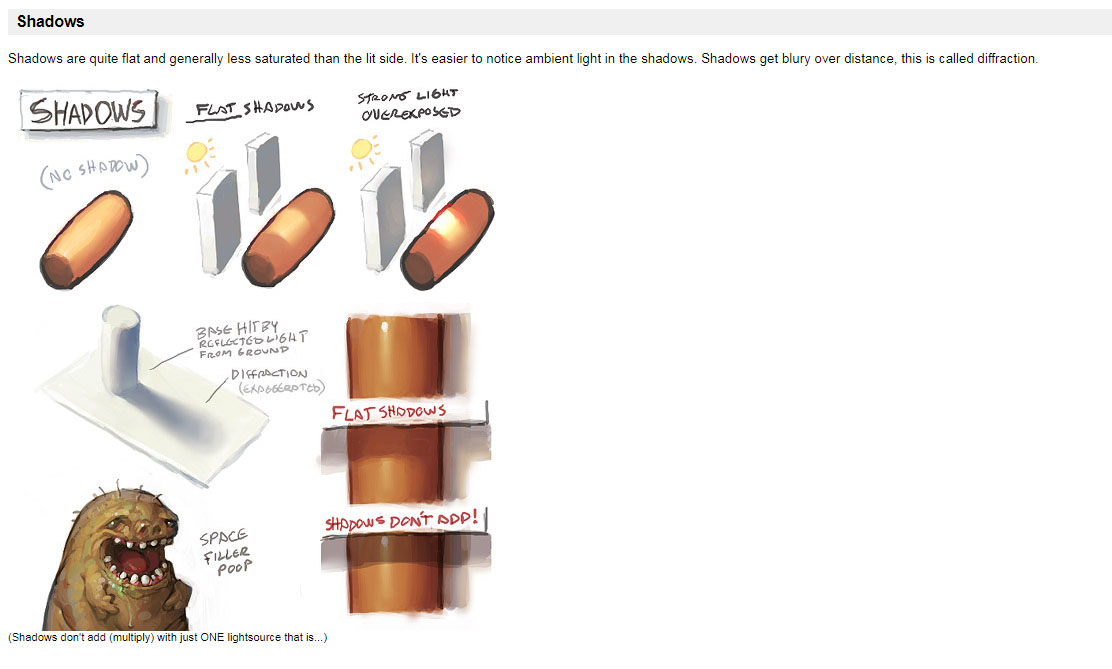 Shadows
Shadows are quite flat and generally less saturated than the lit side. It's easier to notice ambient light in the shadows. Shadows get blury over distance, this is called diffraction.
SHADOWS
(NO SHADOW)
FLAT SHADOWS
STRONG LIGHT
OVEREXPOSED
BASE HIT BY
REFLECTED LIGHT
FROM GROUND
DIFFRACTION
(EXAGGERATED)
FLAT SHADOWS
SHADOWS DON'T ADD!
SPACE
FILLER
POOP
(Shadows don't add (multiply) with just ONE lightsource that is...)